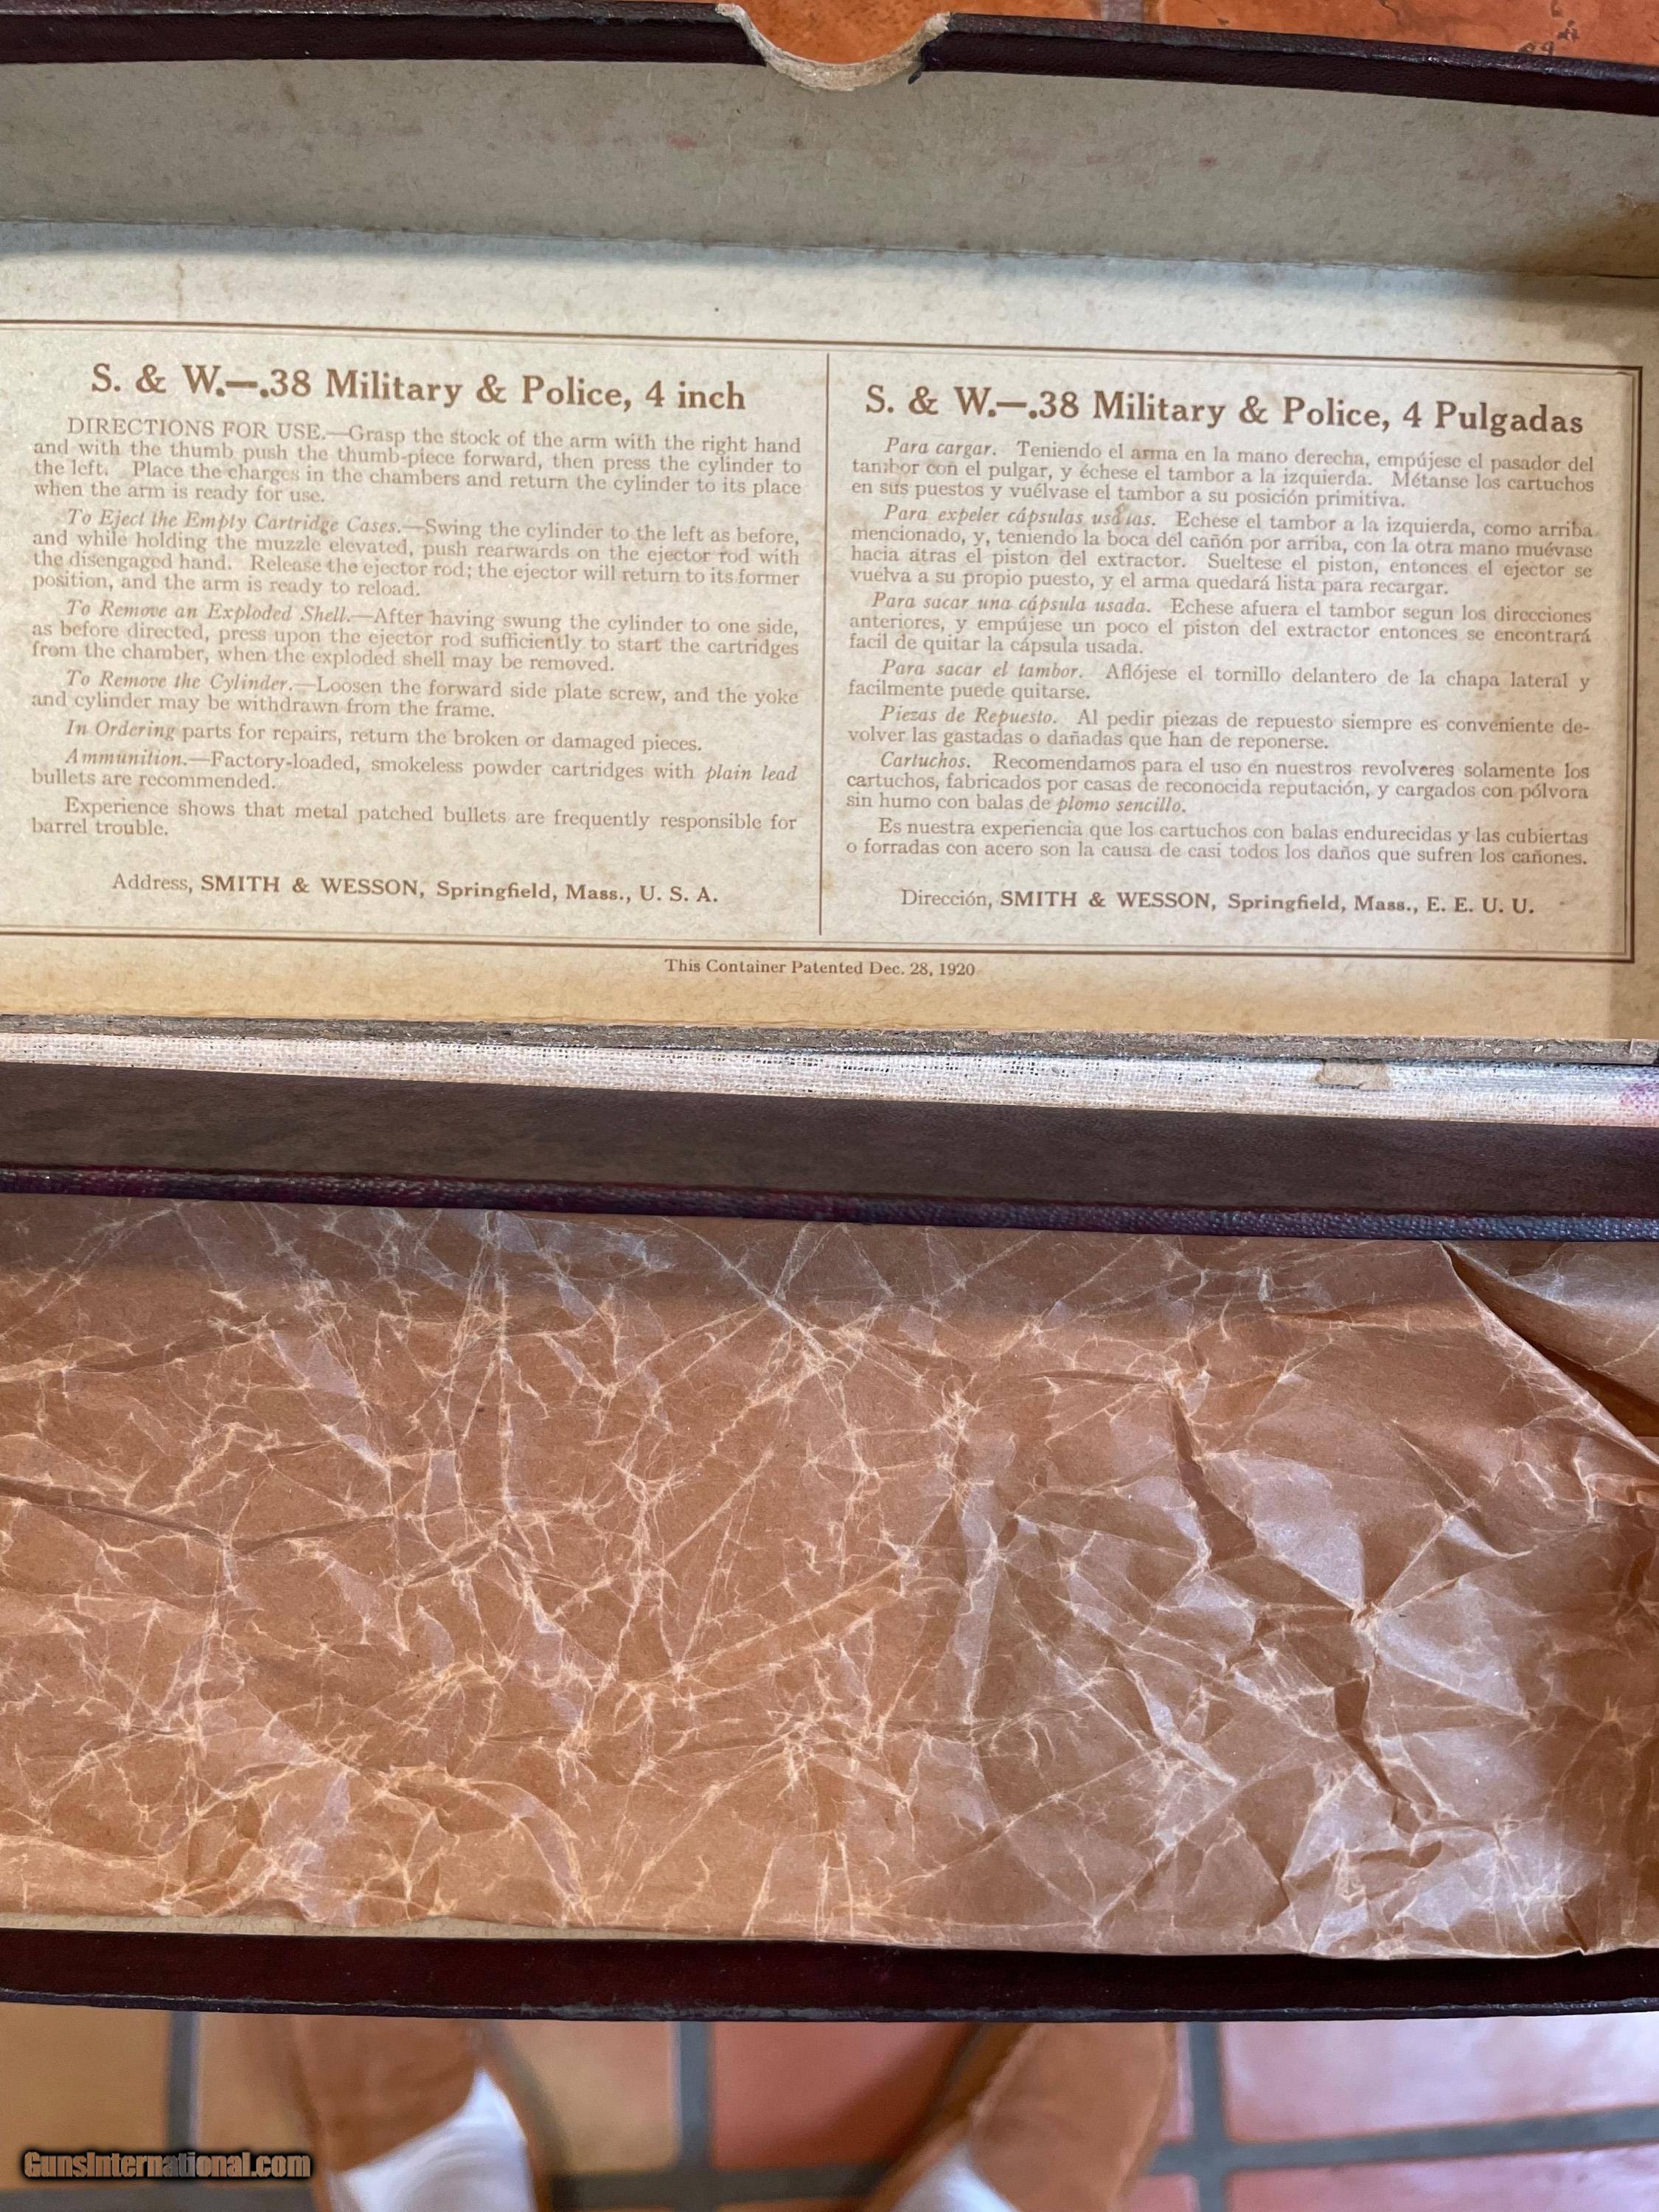 S. & W.—.38 Military & Police, 4 inch
DIRECTIONS FOR USE.—Grasp the stock of the arm with the right hand
and with the thumb push the thumb-piece forward, then press the cylinder to
the left. Place the charges in the chambers and return the cylinder to its place
when the arm is ready for use.
To Eject the Empty Cartridge Cases.—Swing the cylinder to the left as before,
and while holding the muzzle elevated, push rearwards on the ejector rod with
the disengaged hand. Release the ejector rod; the ejector will return to its former
position, and the arm is ready to reload.
To Remove an Exploded Shell.—After having swung the cylinder to one side,
as before directed, press upon the ejector rod sufficiently to start the cartridges
from the chamber, when the exploded shell may be removed.
To Remove the Cylinder.—Loosen the forward side plate screw, and the yoke
and cylinder may be withdrawn from the frame.
In Ordering parts for repairs, return the broken or damaged pieces.
Ammunition.—Factory-loaded, smokeless powder cartridges with plain lead
bullets are recommended.
Experience shows that metal patched bullets are frequently responsible for
barrel trouble.
Address, SMITH & WESSON, Springfield, Mass., U. S. A.
S. & W.—.38 Military & Police, 4 Pulgadas
Para cargar. Teniendo el arma en la mano derecha, empújese el pasador del
tambor con el pulgar, y échese el tambor a la izquierda. Métanse los cartuchos
en sus puestos y vuélvase el tambor a su posición primitiva.
Para expeler cápsulas usadas. Echese el tambor a la izquierda, como arriba
mencionado, y, teniendo la boca del cañón por arriba, con la otra mano muévase
hacia atras el piston del extractor. Sueltese el piston, entonces el ejector se
vuelva a su propio puesto, y el arma quedará lista para recargar.
Para sacar una cápsula usada. Echese afuera el tambor segun los direcciones
anteriores, y empújese un poco el piston del extractor entonces se encontrará
facil de quitar la cápsula usada.
Para sacar el tambor. Aflójese el tornillo delantero de la chapa lateral y
facilmente puede quitarse.
Piezas de Repuesto. Al pedir piezas de repuesto siempre es conveniente de-
volver las gastadas o dañadas que han de reponerse.
Cartuchos. Recomendamos para el uso en nuestros revolveres solamente los
cartuchos, fabricados por casas de reconocida reputación, y cargados con pólvora
sin humo con balas de plomo sencillo.
Es nuestra experiencia que los cartuchos con balas endurecidas y las cubiertas
o forradas con acero son la causa de casi todos los daños que sufren los cañones.
Dirección, SMITH & WESSON, Springfield, Mass., E. E. U. U.
This Container Patented Dec. 28, 1920
GunsInternational.com